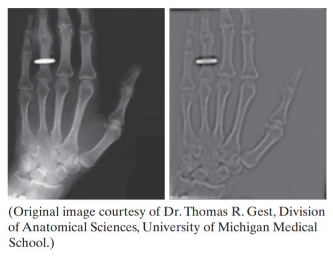 (Original image courtesy of Dr. Thomas R. Gest, Division
of Anatomical Sciences, University of Michigan Medical
School.)